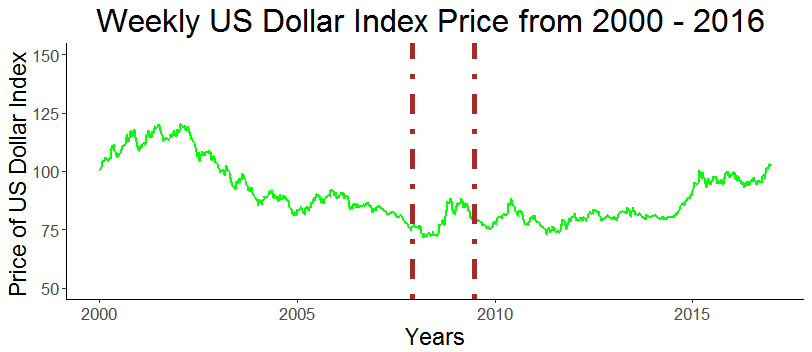 Weekly US Dollar Index Price from 2000 - 2016
Price of US Dollar Index
150
125
100
75
50
2000 2005 2010 2015
Years